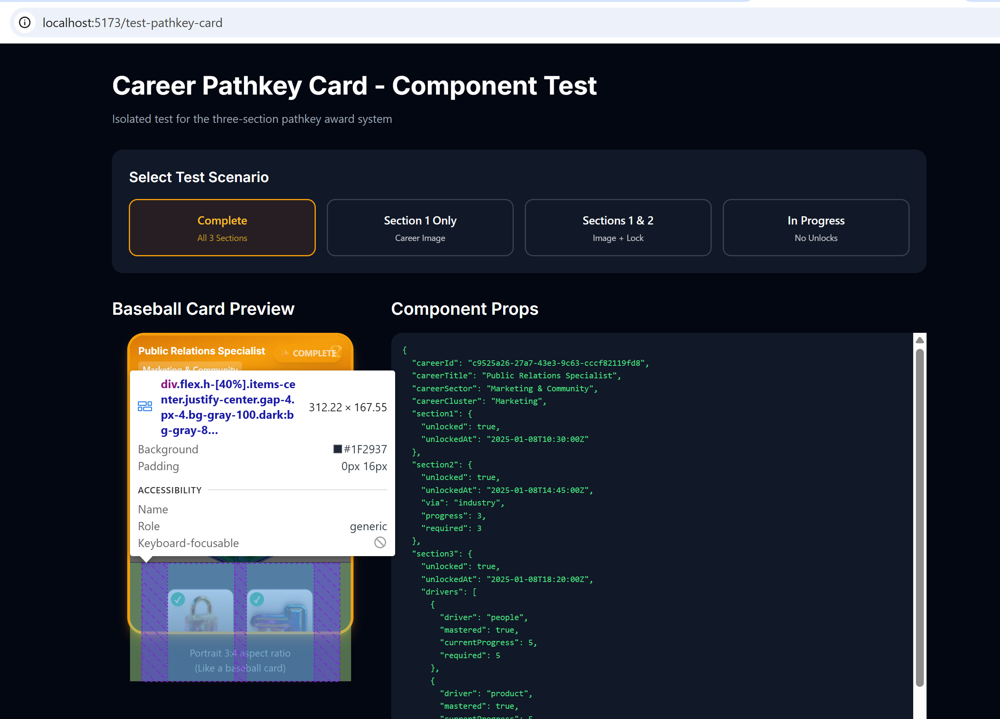 localhost:5173/test-pathkey-card
Career Pathkey Card - Component Test
Isolated test for the three-section pathkey award system
Select Test Scenario
Complete
All 3 Sections
Section 1 Only
Career Image
Sections 1 & 2
Image + Lock
In Progress
No Unlocks
Baseball Card Preview
Public Relations Specialist
COMPLETE
Marketing & Community
div.flex.h-[40%].items-ce
nter.justify-center.gap-4.
px-4.bg-gray-100.dark:b
g-gray-8...
312.22 × 167.55
Background
#1F2937
Padding
0px 16px
ACCESSIBILITY
Name
Role
generic
Keyboard-focusable
Portrait 3:4 aspect ratio
(Like a baseball card)
Component Props
{
"careerId": "c9525a26-27a7-43e3-9c63-cccf82119fd8",
"careerTitle": "Public Relations Specialist",
"careerSector": "Marketing & Community",
"careerCluster": "Marketing",
"section1": {
"unlocked": true,
"unlockedAt": "2025-01-08T10:30:00Z"
},
"section2": {
"unlocked": true,
"unlockedAt": "2025-01-08T14:45:00Z",
"via": "industry",
"progress": 3,
"required": 3
},
"section3": {
"unlocked": true,
"unlockedAt": "2025-01-08T18:20:00Z",
"drivers": [
{
"driver": "people",
"mastered": true,
"currentProgress": 5,
"required": 5
},
{
"driver": "product",
"mastered": true,
"currentProgress": 5